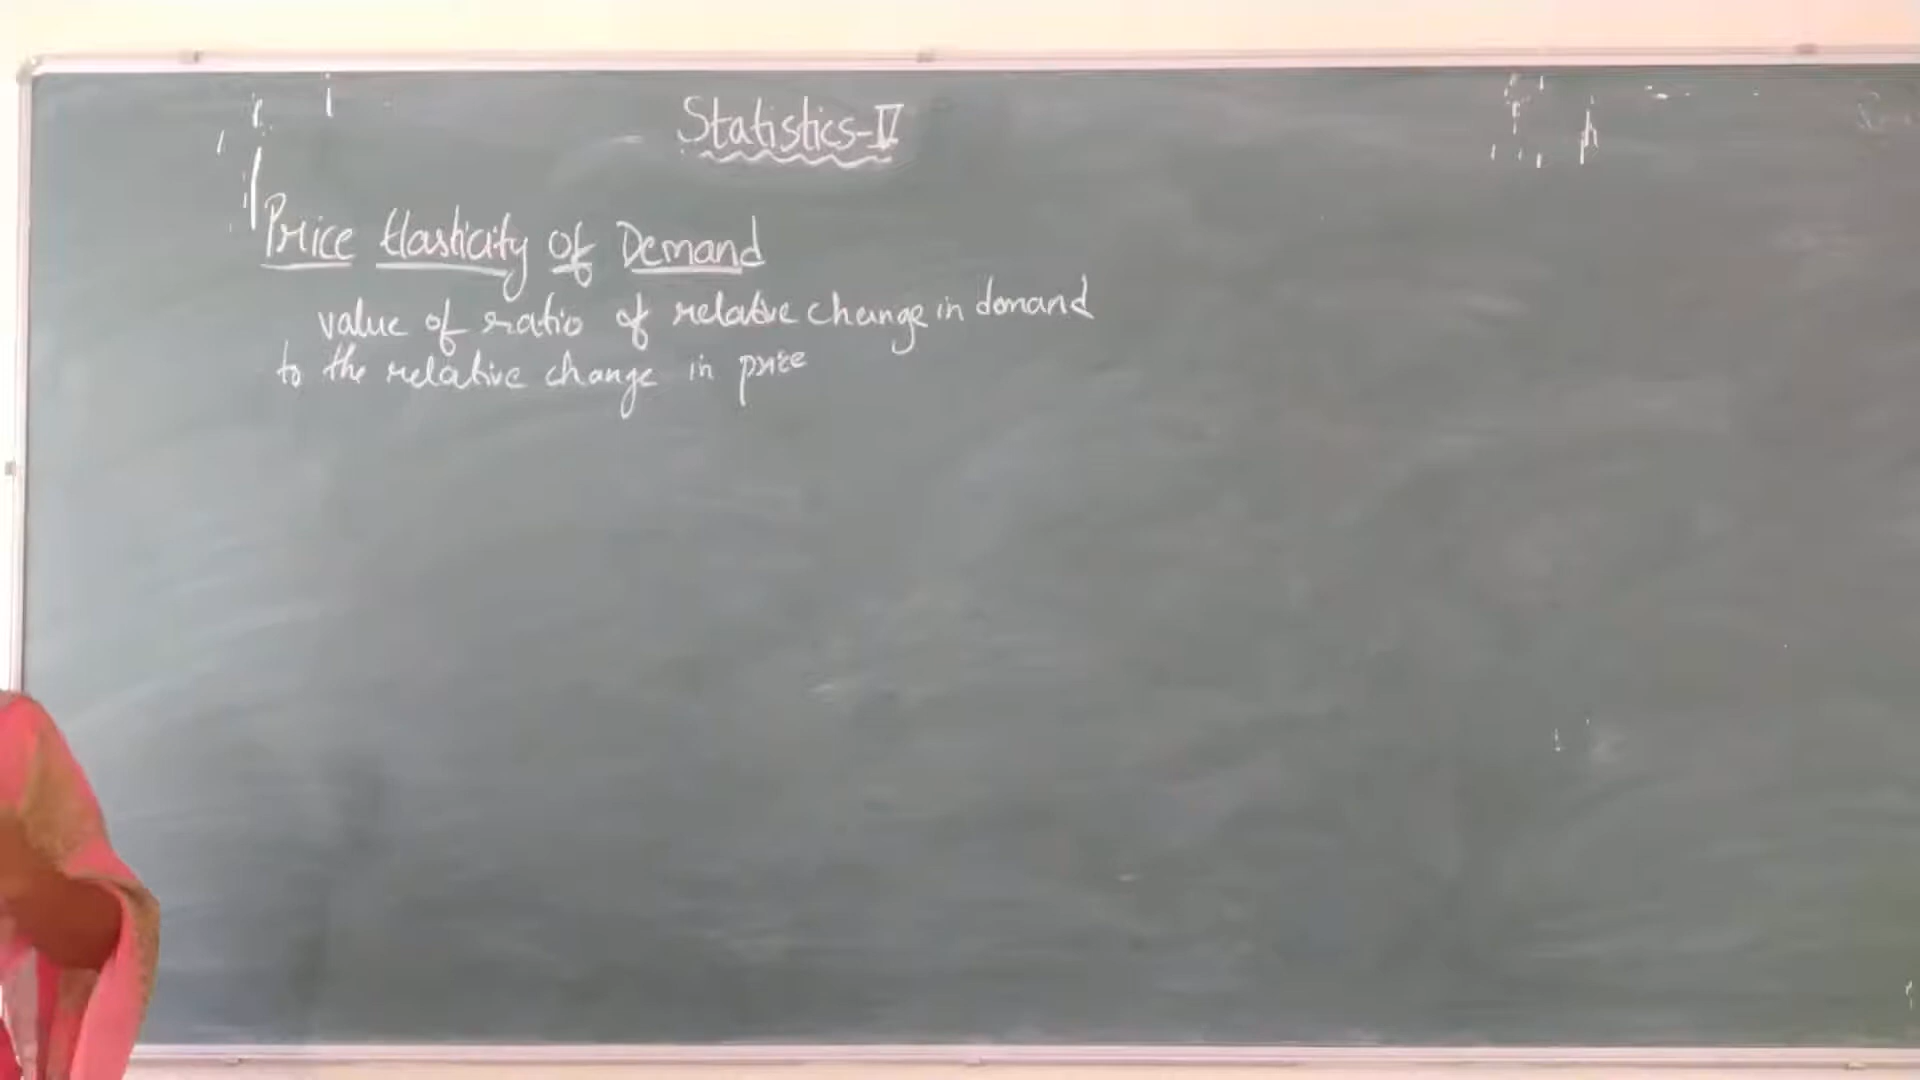 Statistics-IV
Price Elasticity of Demand
value of ratio of relative change in demand
to the relative change in price